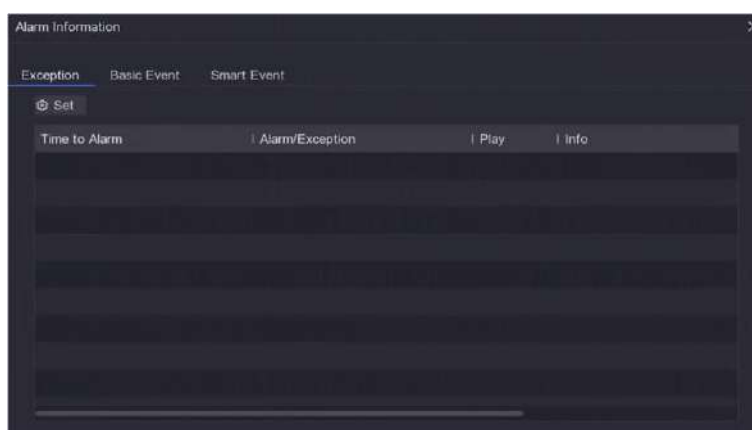 Alarm Information
Exception Basic Event Smart Event
Set
Time to Alarm Alarm/Exception Play Info